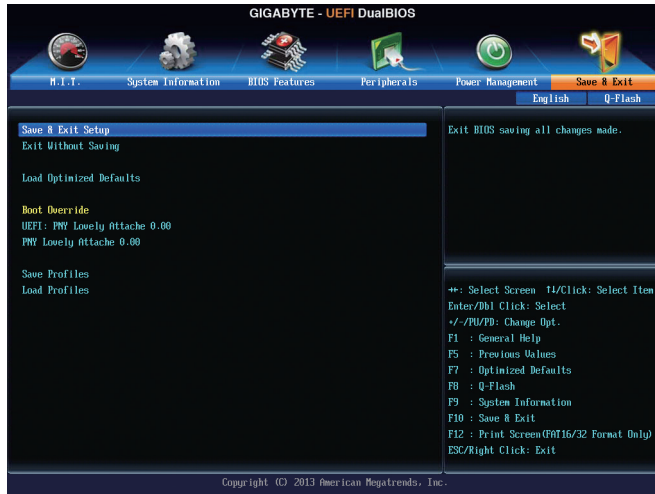 GIGABYTE - UEFI DualBIOS
M.I.T.
System Information
BIOS Features
Peripherals
Power Management
Save & Exit
English
Q-Flash
Save & Exit Setup
Exit Without Saving
Load Optimized Defaults
Boot Override
UEFI: PNY Lovely Attache 0.00
PNY Lovely Attache 0.00
Save Profiles
Load Profiles
Exit BIOS saving all changes made.
→←: Select Screen ↑↓/Click: Select Item
Enter/Dbl Click: Select
+/-/PU/PD: Change Opt.
F1 : General Help
F5 : Previous Values
F7 : Optimized Defaults
F8 : Q-Flash
F9 : System Information
F10 : Save & Exit
F12 : Print Screen(FAT16/32 Format Only)
ESC/Right Click: Exit
Copyright (C) 2013 American Megatrends, Inc.